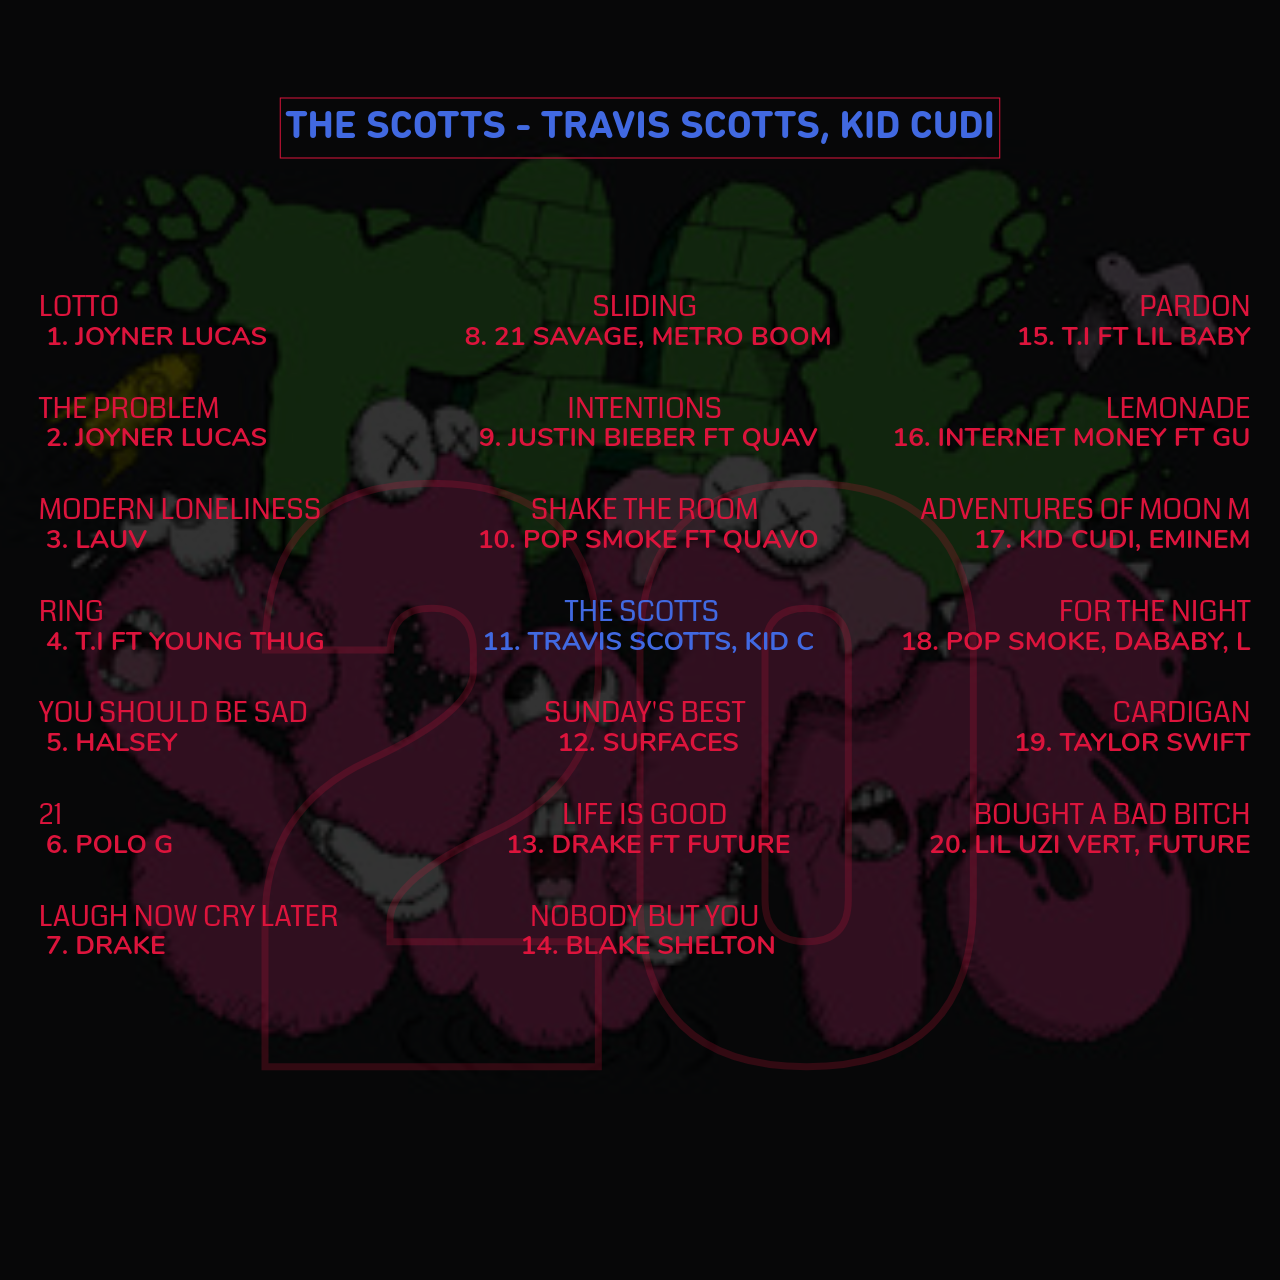 THE SCOTTS - TRAVIS SCOTTS, KID CUDI
LOTTO
1. JOYNER LUCAS
THE PROBLEM
2. JOYNER LUCAS
MODERN LONELINESS
3. LAUV
RING
4. T.I FT YOUNG THUG
YOU SHOULD BE SAD
5. HALSEY
21
6. POLO G
LAUGH NOW CRY LATER
7. DRAKE
SLIDING
8. 21 SAVAGE, METRO BOOM
INTENTIONS
9. JUSTIN BIEBER FT QUAV
SHAKE THE ROOM
10. POP SMOKE FT QUAVO
THE SCOTTS
11. TRAVIS SCOTTS, KID C
SUNDAY'S BEST
12. SURFACES
LIFE IS GOOD
13. DRAKE FT FUTURE
NOBODY BUT YOU
14. BLAKE SHELTON
PARDON
15. T.I FT LIL BABY
LEMONADE
16. INTERNET MONEY FT GU
ADVENTURES OF MOON M
17. KID CUDI, EMINEM
FOR THE NIGHT
18. POP SMOKE, DABABY, L
CARDIGAN
19. TAYLOR SWIFT
BOUGHT A BAD BITCH
20. LIL UZI VERT, FUTURE
20
THE
SCOTTS